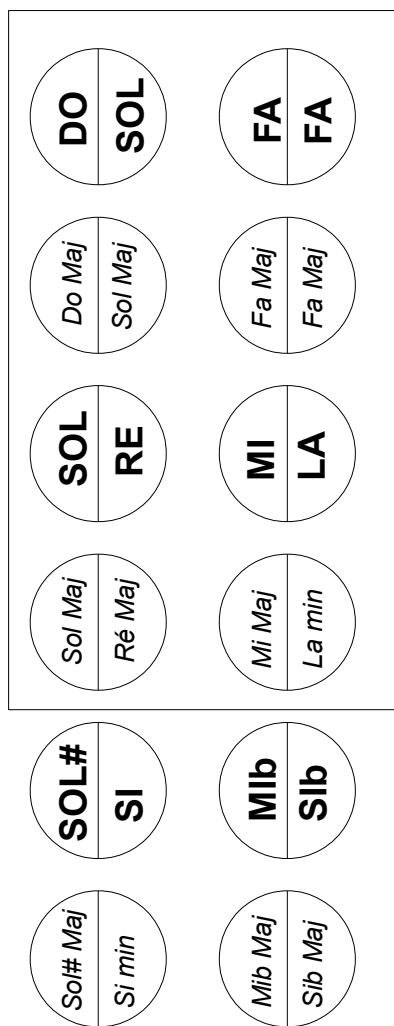 DO
SOL
FA
FA
Do Maj
Sol Maj
Fa Maj
Fa Maj
SOL
RE
MI
LA
Sol Maj
Ré Maj
Mi Maj
La min
SOL#
SI
MIb
SIb
Sol# Maj
Si min
Mib Maj
Sib Maj